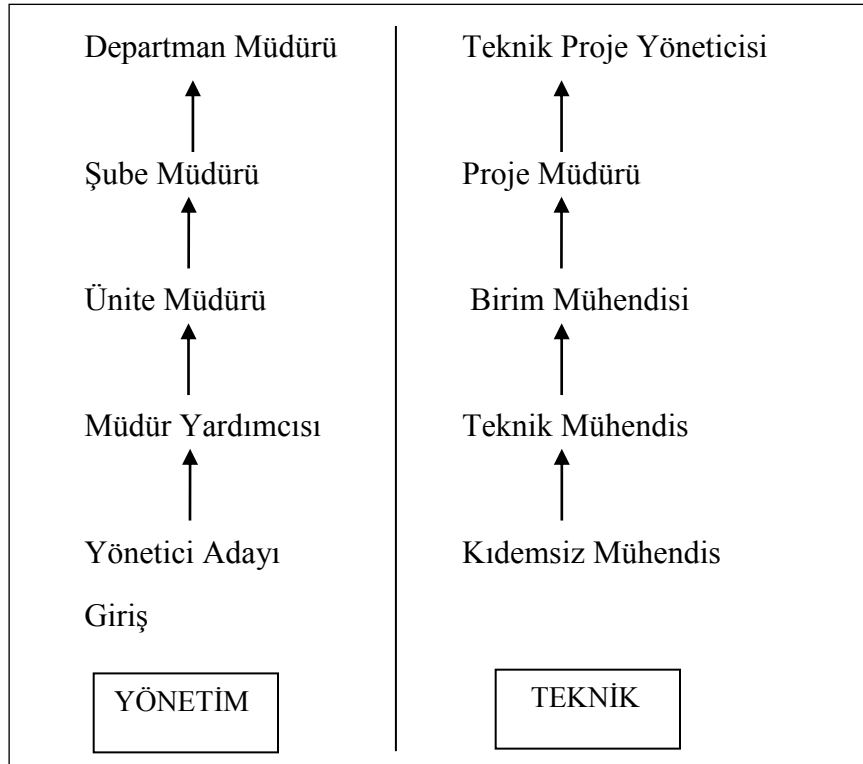 Departman Müdürü
Şube Müdürü
Ünite Müdürü
Müdür Yardımcısı
Yönetici Adayı
Giriş
YÖNETİM
Teknik Proje Yöneticisi
Proje Müdürü
Birim Mühendisi
Teknik Mühendis
Kıdemsiz Mühendis
TEKNİK